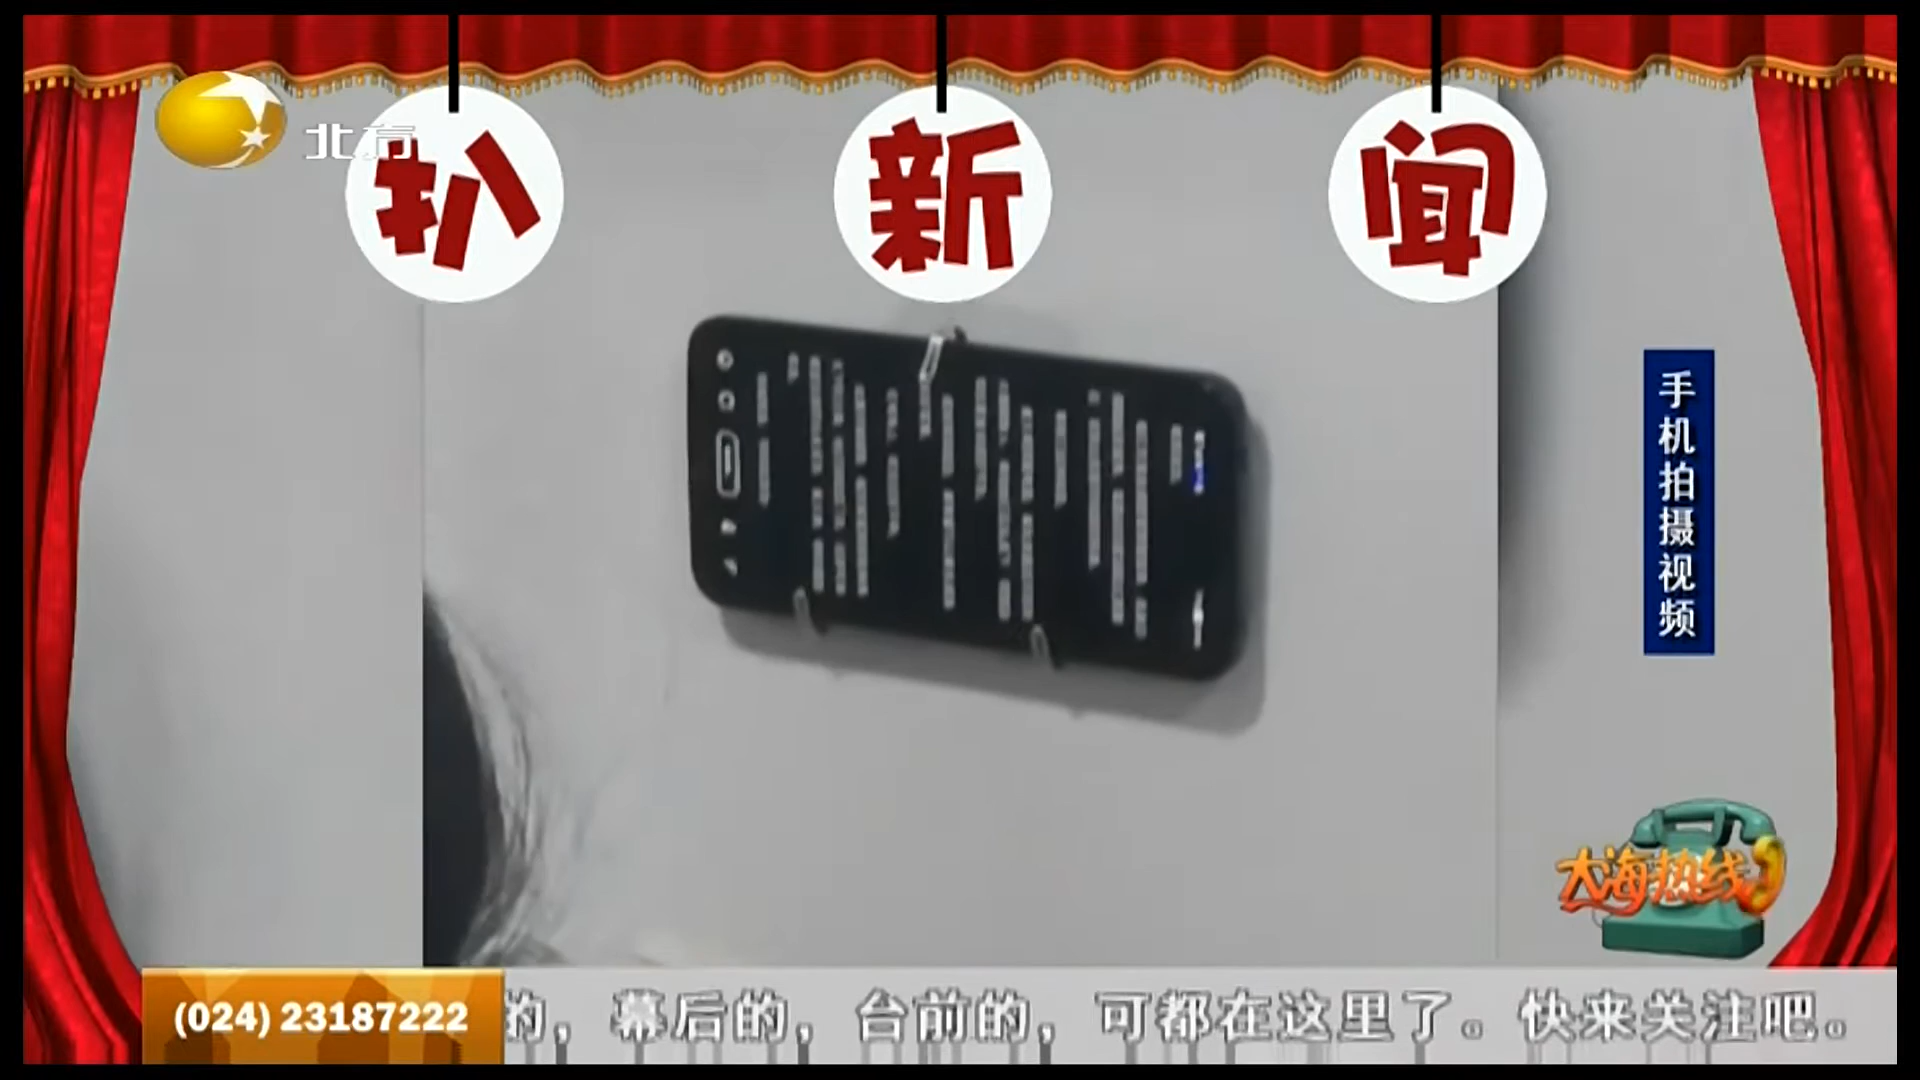 北方
扒新闻
手机拍摄视频
大海热线
(024) 23187222
的，幕后的，台前的，可都在这里了。快来关注吧。